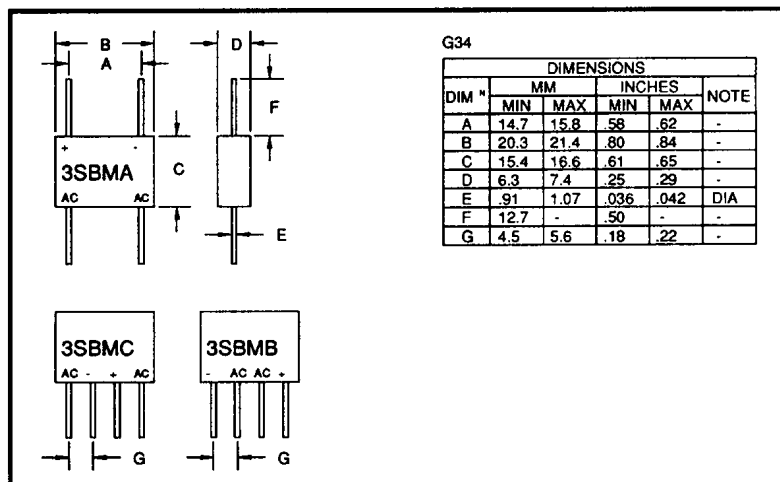 B
A
D
F
+ -
3SBMA
C
AC AC
E
3SBMC
AC - + AC
G
3SBMB
- AC AC +
G
G34
DIMENSIONS
DIM N MM INCHES NOTE
MIN MAX MIN MAX
A 14.7 15.8 .58 .62 -
B 20.3 21.4 .80 .84 -
C 15.4 16.6 .61 .65 -
D 6.3 7.4 .25 .29 -
E .91 1.07 .036 .042 DIA
F 12.7 - .50 - -
G 4.5 5.6 .18 .22 -